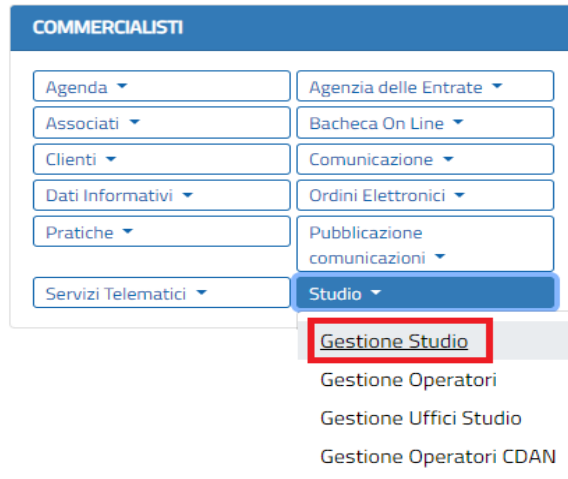 COMMERCIALISTI
Agenda
Agenzia delle Entrate
Associati
Bacheca On Line
Clienti
Comunicazione
Dati Informativi
Ordini Elettronici
Pratiche
Pubblicazione
comunicazioni
Servizi Telematici
Studio
Gestione Studio
Gestione Operatori
Gestione Uffici Studio
Gestione Operatori CDAN